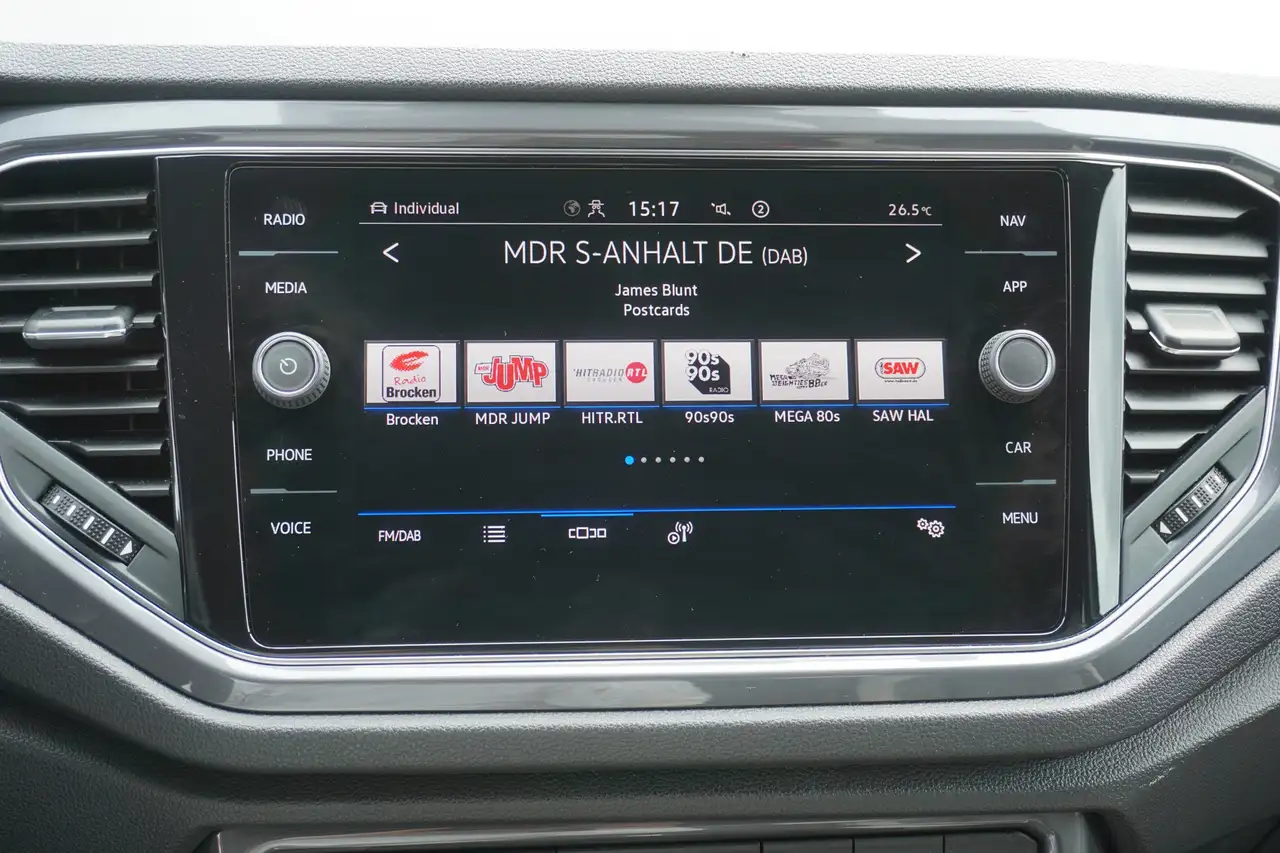 RADIO
MEDIA
PHONE
VOICE
Individual 15:17 2 26.5°C
< MDR S-ANHALT DE (DAB) >
James Blunt
Postcards
Radio Brocken
MDR JUMP
HITRADIO RTL
90s 90s RADIO
SAW
Brocken MDR JUMP HITR.RTL 90s90s MEGA 80s SAW HAL
FM/DAB
NAV
APP
CAR
MENU